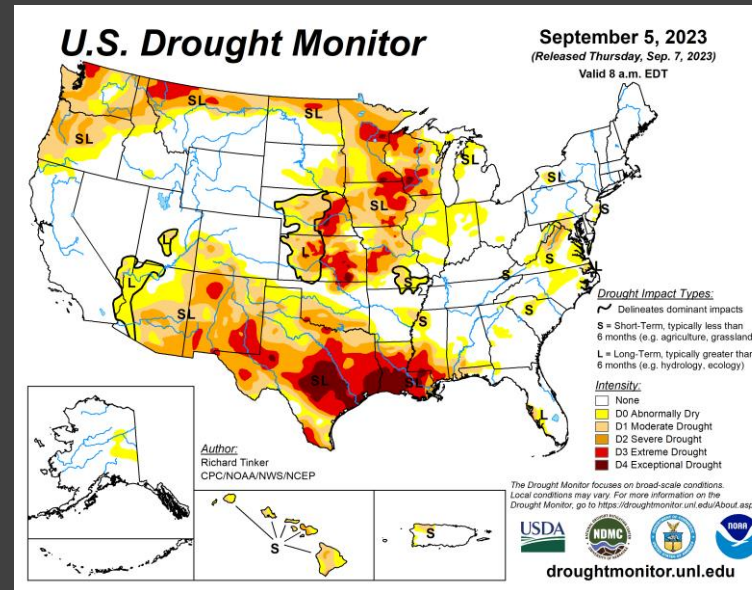 U.S. Drought Monitor
September 5, 2023
(Released Thursday, Sep. 7, 2023)
Valid 8 a.m. EDT
SL
SL
SL
SL
SL
SL
S
L
L
S
S
L
S
S
SL
S
SL
SL
L
Drought Impact Types:
Delineates dominant impacts
S = Short-Term, typically less than
6 months (e.g. agriculture, grassland
L = Long-Term, typically greater than
6 months (e.g. hydrology, ecology)
Intensity:
None
D0 Abnormally Dry
D1 Moderate Drought
D2 Severe Drought
D3 Extreme Drought
D4 Exceptional Drought
Author:
Richard Tinker
CPC/NOAA/NWS/NCEP
S
S
The Drought Monitor focuses on broad-scale conditions.
Local conditions may vary. For more information on the
Drought Monitor, go to https://droughtmonitor.unl.edu/About.asp
USDA
NDMC
NOAA
droughtmonitor.unl.edu